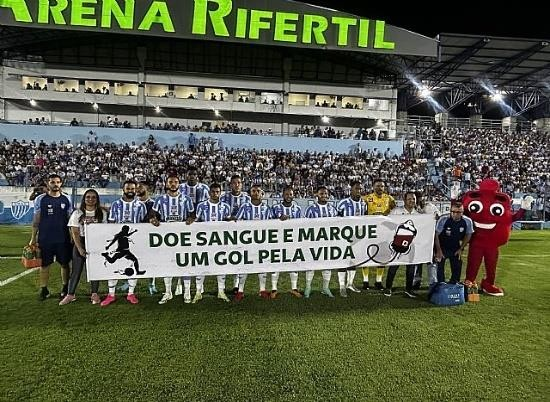 ARENA RIFERTIL
DOE SANGUE E MARQUE
UM GOL PELA VIDA